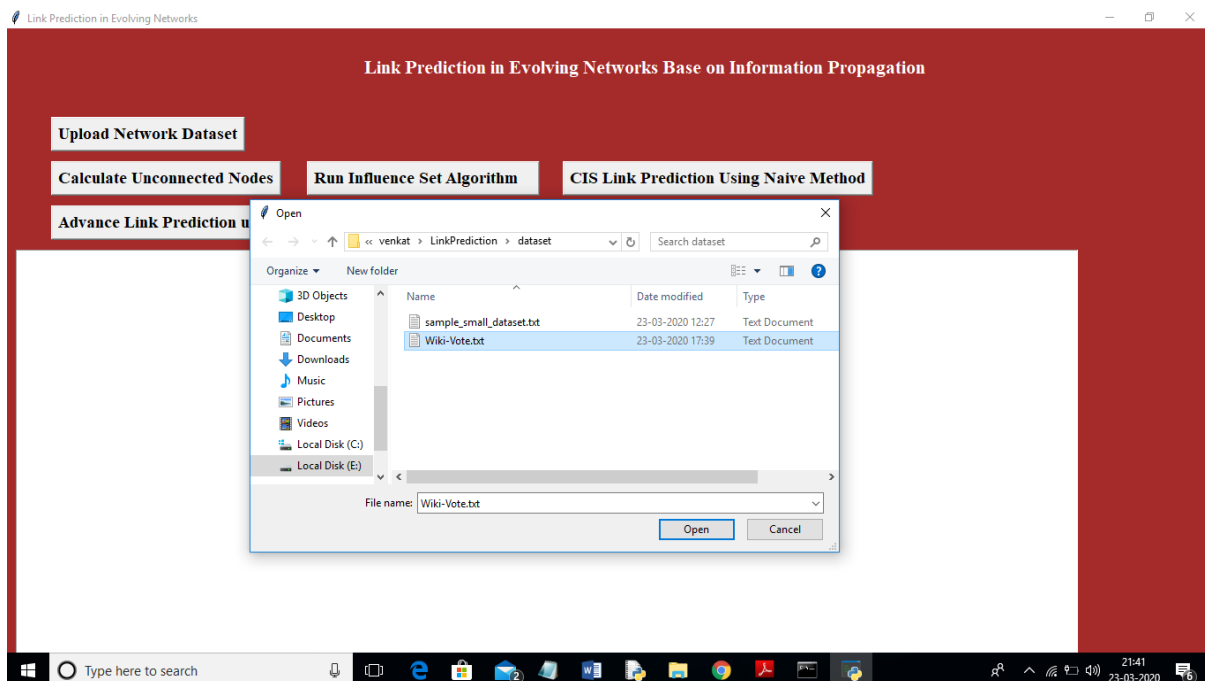 Link Prediction in Evolving Networks
Link Prediction in Evolving Networks Base on Information Propagation
Upload Network Dataset
Calculate Unconnected Nodes
Run Influence Set Algorithm
CIS Link Prediction Using Naive Method
Advance Link Prediction u
Open
« venkat › LinkPrediction › dataset
Search dataset
Organize
New folder
?
3D Objects
Desktop
Documents
Downloads
Music
Pictures
Videos
Local Disk (C:)
Local Disk (E:)
Name Date modified Type
sample_small_dataset.txt 23-03-2020 12:27 Text Document
Wiki-Vote.txt 23-03-2020 17:39 Text Document
File name: Wiki-Vote.txt
Open Cancel
Type here to search
2
21:41
23-03-2020
6